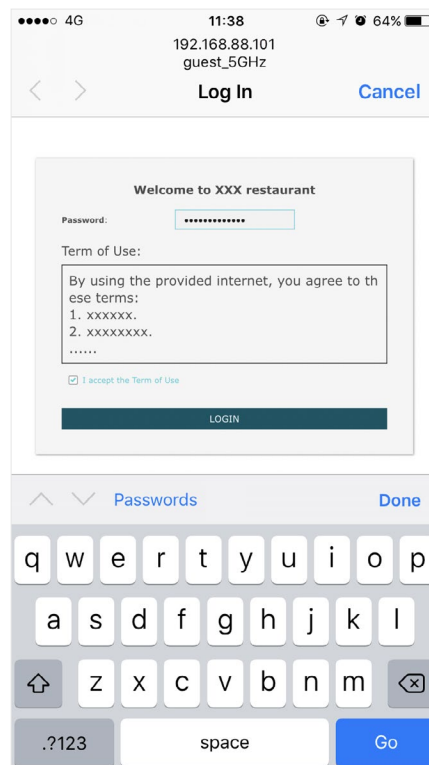 4G 11:38 64%
192.168.88.101
guest_5GHz
Log In Cancel
Welcome to XXX restaurant
Password: •••••••••••••
Term of Use:
By using the provided internet, you agree to th
ese terms:
1. xxxxxx.
2. xxxxxxxx.
......
I accept the Term of Use
LOGIN
Passwords Done
q w e r t y u i o p
a s d f g h j k l
z x c v b n m
.?123 space Go